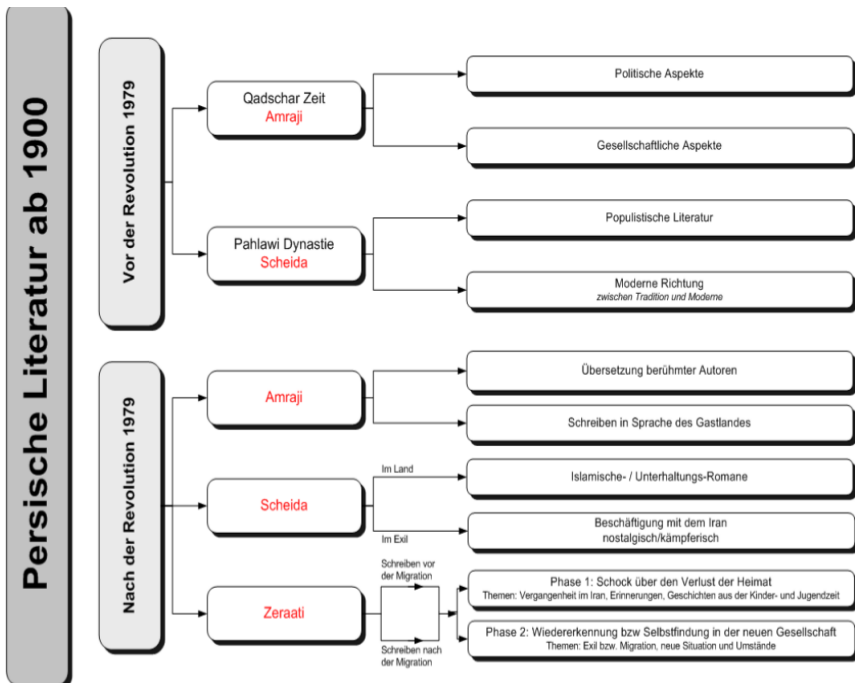 Persische Literatur ab 1900
Vor der Revolution 1979
Qadschar Zeit
Amraji
Politische Aspekte
Gesellschaftliche Aspekte
Pahlawi Dynastie
Scheida
Populistische Literatur
Moderne Richtung
zwischen Tradition und Moderne
Nach der Revolution 1979
Amraji
Übersetzung berühmter Autoren
Schreiben in Sprache des Gastlandes
Scheida
Im Land
Islamische- / Unterhaltungs-Romane
Im Exil
Beschäftigung mit dem Iran
nostalgisch/kämpferisch
Zeraati
Schreiben vor
der Migration
Schreiben nach
der Migration
Phase 1: Schock über den Verlust der Heimat
Themen: Vergangenheit im Iran, Erinnerungen, Geschichten aus der Kinder- und Jugendzeit
Phase 2: Wiedererkennung bzw Selbstfindung in der neuen Gesellschaft
Themen: Exil bzw. Migration, neue Situation und Umstände